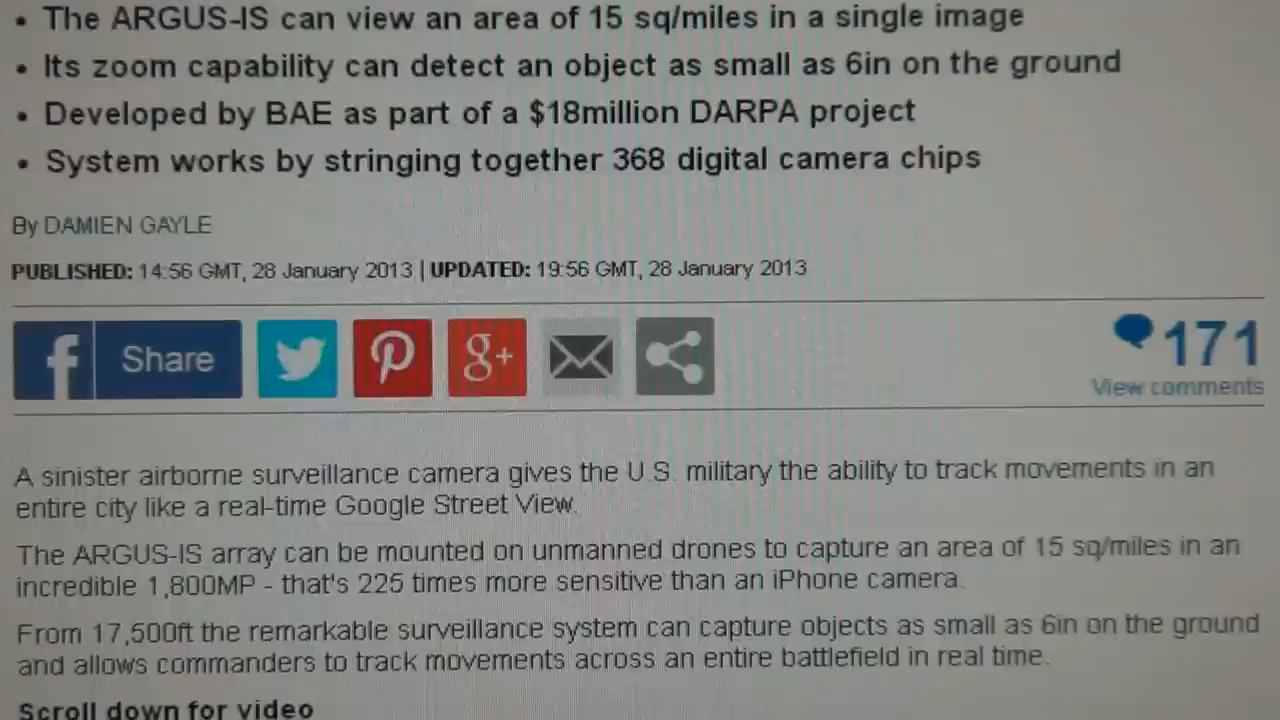 • The ARGUS-IS can view an area of 15 sq/miles in a single image
• Its zoom capability can detect an object as small as 6in on the ground
• Developed by BAE as part of a $18million DARPA project
• System works by stringing together 368 digital camera chips
By DAMIEN GAYLE
PUBLISHED: 14:56 GMT, 28 January 2013 | UPDATED: 19:56 GMT, 28 January 2013
f Share
g+
171
View comments
A sinister airborne surveillance camera gives the U.S. military the ability to track movements in an
entire city like a real-time Google Street View.
The ARGUS-IS array can be mounted on unmanned drones to capture an area of 15 sq/miles in an
incredible 1,800MP - that's 225 times more sensitive than an iPhone camera.
From 17,500ft the remarkable surveillance system can capture objects as small as 6in on the ground
and allows commanders to track movements across an entire battlefield in real time.
Scroll down for video